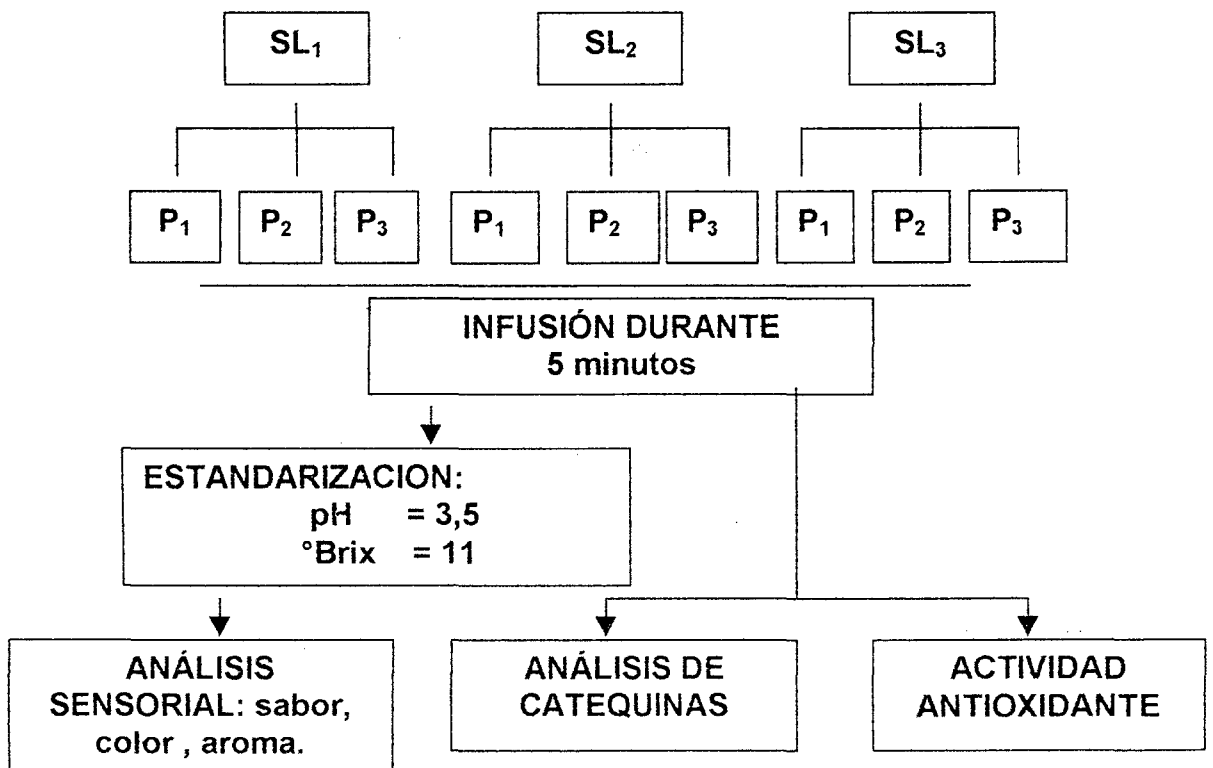 SL₁ SL₂ SL₃
P₁ P₂ P₃ P₁ P₂ P₃ P₁ P₂ P₃
INFUSIÓN DURANTE
5 minutos
ESTANDARIZACION:
pH = 3,5
°Brix = 11
ANÁLISIS
SENSORIAL: sabor,
color , aroma.
ANÁLISIS DE
CATEQUINAS
ACTIVIDAD
ANTIOXIDANTE